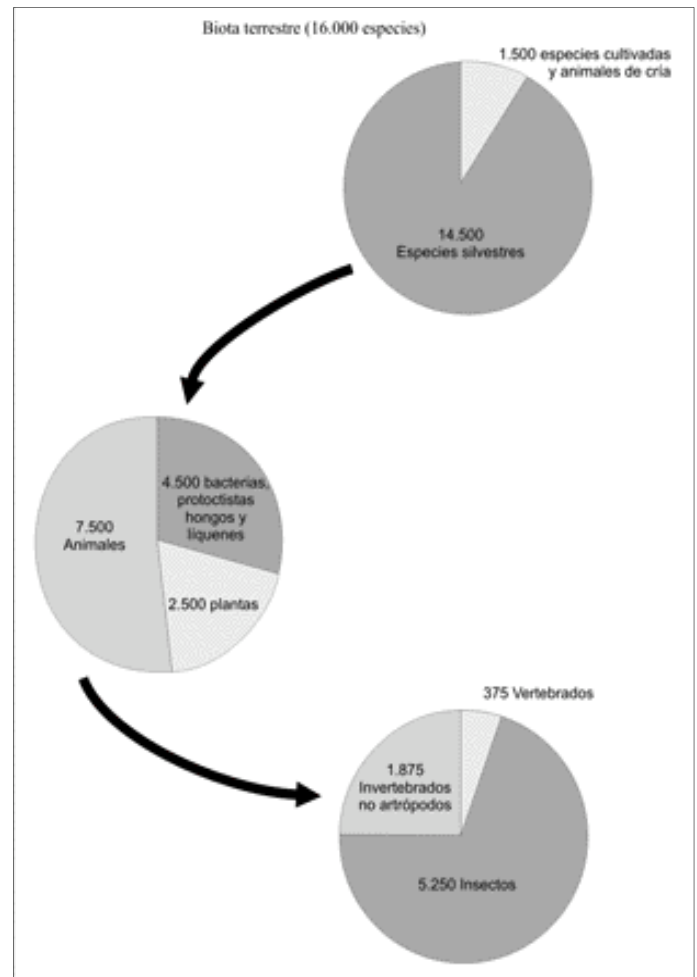 Biota terrestre (16.000 especies)
1.500 especies cultivadas
y animales de cría
14.500
Especies silvestres
4.500 bacterias,
protoctistas
hongos y
líquenes
7.500
Animales
2.500 plantas
375 Vertebrados
1.875
Invertebrados
no artrópodos
5.250 Insectos